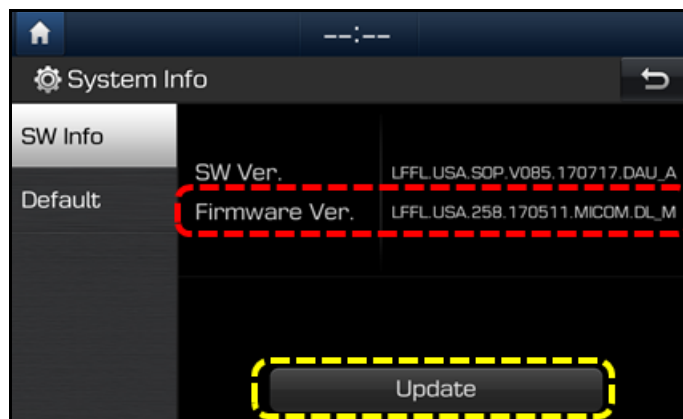 --:--
System Info
SW Info
SW Ver. LFFL.USA.SOP.V085.170717.DAU_A
Default
Firmware Ver. LFFL.USA.258.170511.MICOM.DL_M
Update